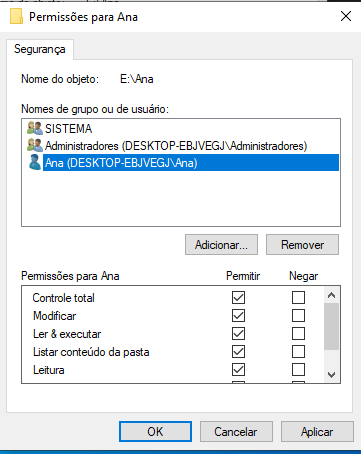 Permissões para Ana
Segurança
Nome do objeto: E:\Ana
Nomes de grupo ou de usuário:
SISTEMA
Administradores (DESKTOP-EBJVEGJ\Administradores)
Ana (DESKTOP-EBJVEGJ\Ana)
Adicionar... Remover
Permissões para Ana Permitir Negar
Controle total
Modificar
Ler & executar
Listar conteúdo da pasta
Leitura
OK Cancelar Aplicar